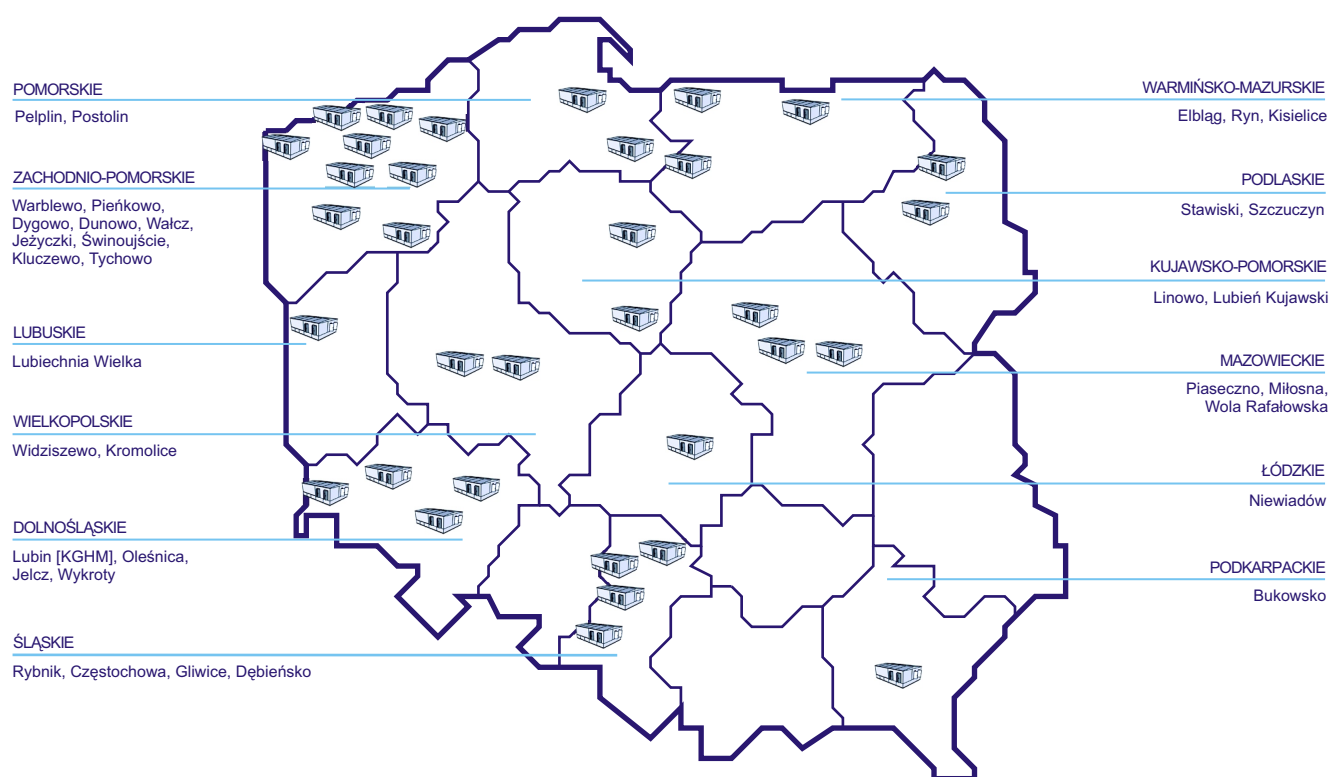 POMORSKIE
Pelplin, Postolin
ZACHODNIO-POMORSKIE
Warblewo, Pieńkowo,
Dygowo, Dunowo, Wałcz,
Jeżyczki, Świnoujście,
Kluczewo, Tychowo
LUBUSKIE
Lubiechnia Wielka
WIELKOPOLSKIE
Widziszewo, Kromolice
DOLNOŚLĄSKIE
Lubin [KGHM], Oleśnica,
Jelcz, Wykroty
ŚLĄSKIE
Rybnik, Częstochowa, Gliwice, Dębieńsko
WARMIŃSKO-MAZURSKIE
Elbląg, Ryn, Kisielice
PODLASKIE
Stawiski, Szczuczyn
KUJAWSKO-POMORSKIE
Linowo, Lubień Kujawski
MAZOWIECKIE
Piaseczno, Miłosna,
Wola Rafałowska
ŁÓDZKIE
Niewiadów
PODKARPACKIE
Bukowsko